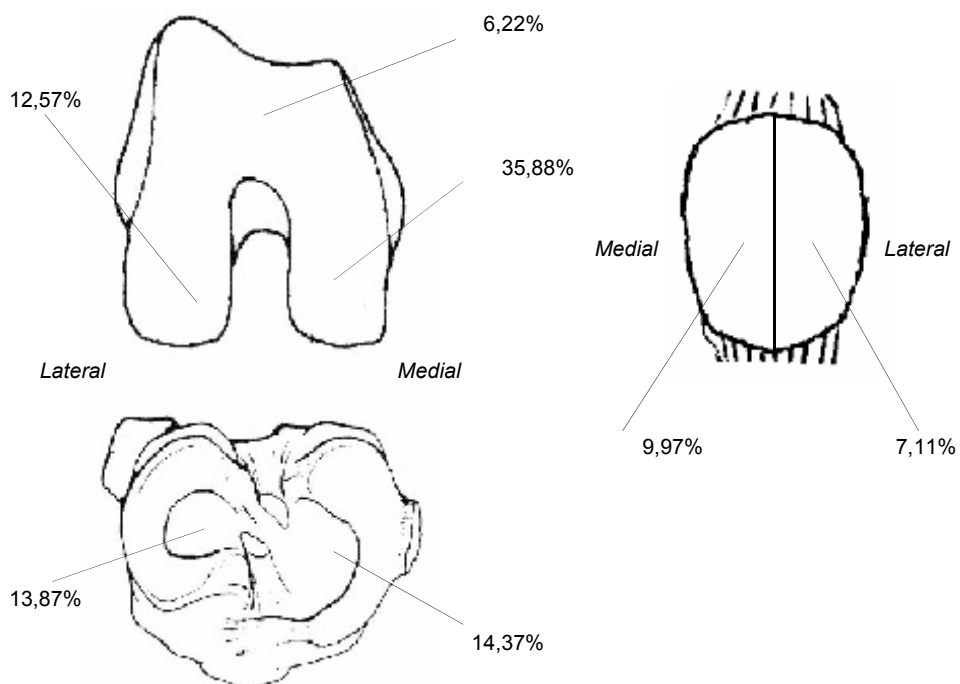 6,22%
12,57%
35,88%
Medial
Lateral
Lateral
Medial
9,97%
7,11%
13,87%
14,37%